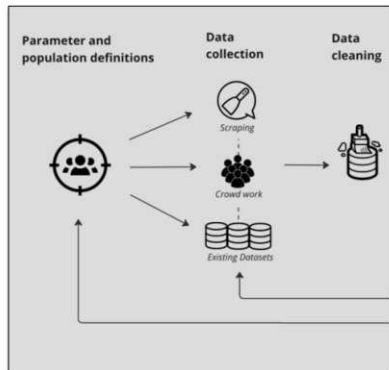 Parameter and
population definitions
Data
collection
Data
cleaning
Scraping
Crowd work
Existing Datasets